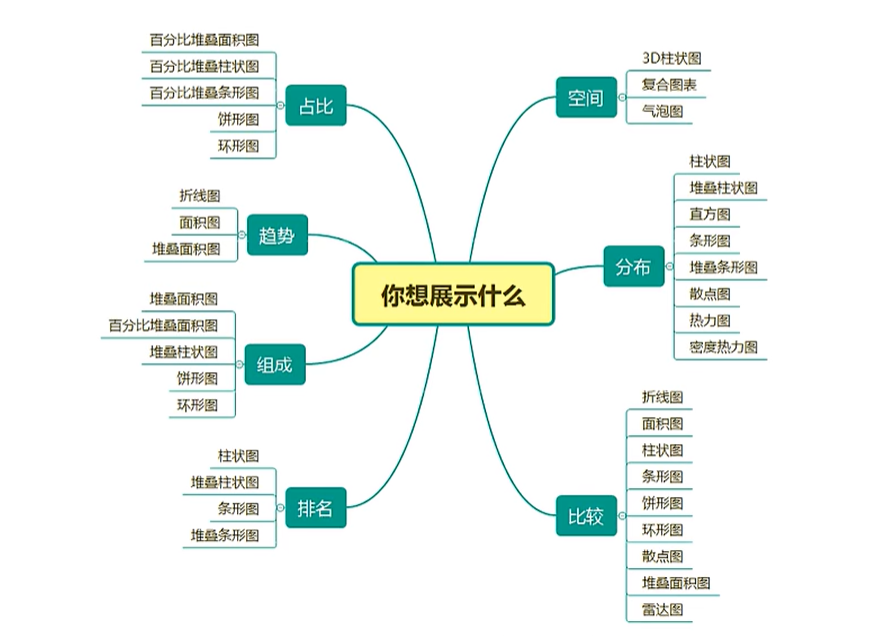 你想展示什么
占比
百分比堆叠面积图
百分比堆叠柱状图
百分比堆叠条形图
饼形图
环形图
趋势
折线图
面积图
堆叠面积图
组成
堆叠面积图
百分比堆叠面积图
堆叠柱状图
饼形图
环形图
排名
柱状图
堆叠柱状图
条形图
堆叠条形图
空间
3D柱状图
复合图表
气泡图
分布
柱状图
堆叠柱状图
直方图
条形图
堆叠条形图
散点图
热力图
密度热力图
比较
折线图
面积图
柱状图
条形图
饼形图
环形图
散点图
堆叠面积图
雷达图